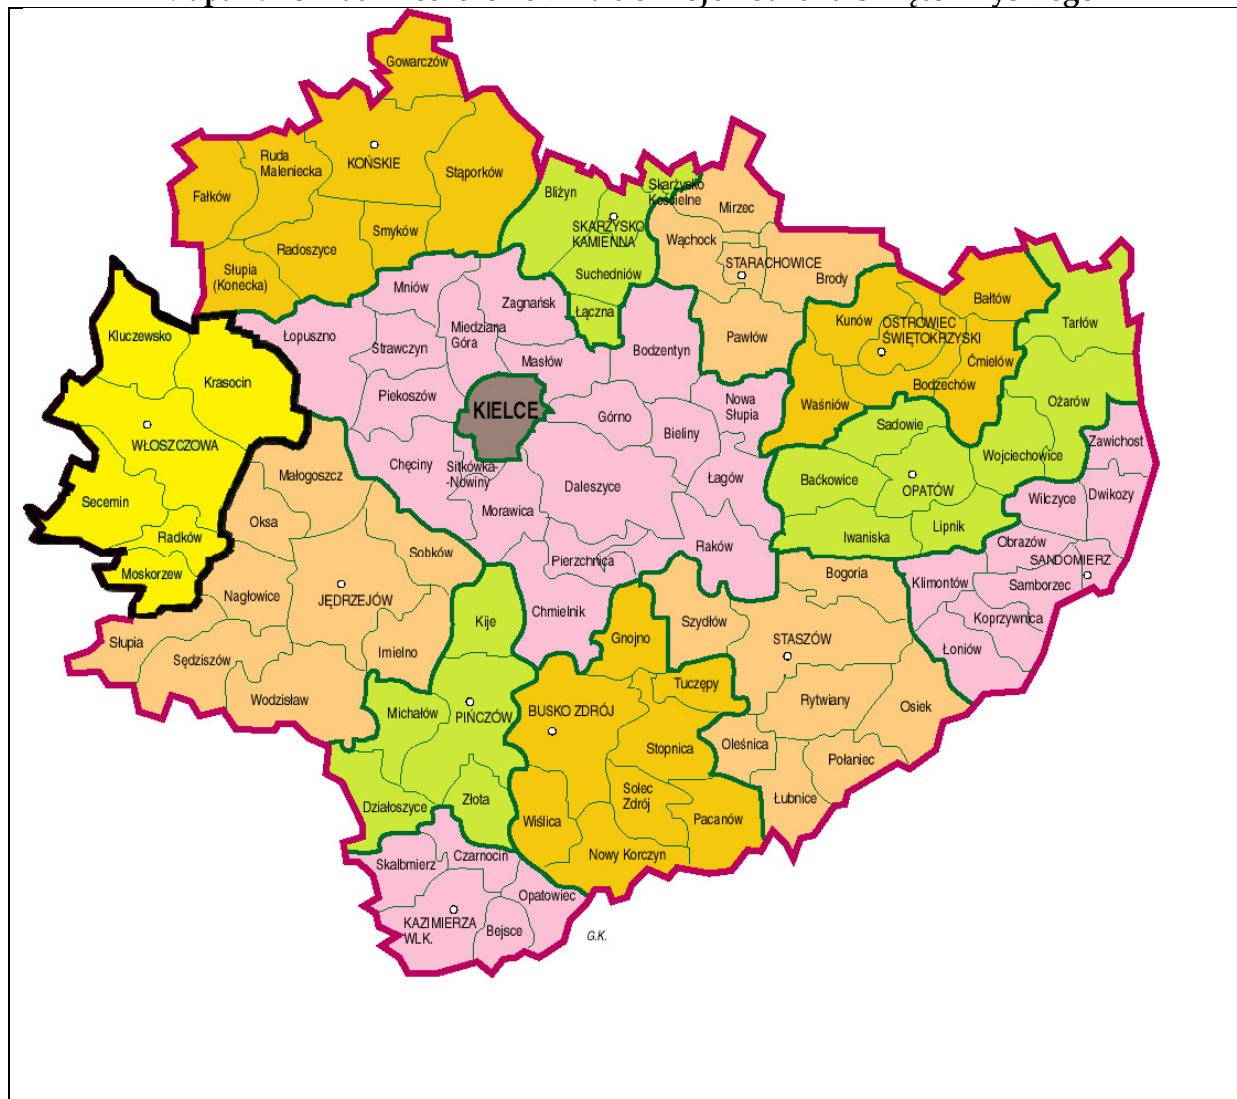 Gowarczów
KOŃSKIE
Ruda
Maleniecka
Stąporków
Fałków
Smyków
Radoszyce
Słupia
(Konecka)
Bliżyn
Skarżysko
Kościelne
SKARŻYSKO
KAMIENNA
Suchedniów
Łączna
Mirzec
Wąchock
STARACHOWICE
Brody
Pawłów
Kunów
Bałtów
OSTROWIEC
ŚWIĘTOKRZYSKI
Ćmielów
Bodzechów
Waśniów
Tarłów
Ożarów
Sadowie
Wojciechowice
Baćkowice
OPATÓW
Iwaniska
Lipnik
Kluczewsko
Krasocin
WŁOSZCZOWA
Secemin
Radków
Moskorzew
Łopuszno
Mniów
Zagnańsk
Miedziana
Góra
Strawczyn
Masłów
Bodzentyn
Piekoszów
KIELCE
Górno
Bieliny
Nowa
Słupia
Chęciny
Sitkówka-
-Nowiny
Daleszyce
Łagów
Morawica
Raków
Pierzchnica
Chmielnik
Zawichost
Wilczyce
Dwikozy
Obrazów
SANDOMIERZ
Klimontów
Samborzec
Koprzywnica
Łoniów
Małogoszcz
Oksa
Sobków
Nagłowice
JĘDRZEJÓW
Imielno
Słupia
Sędziszów
Wodzisław
Kije
Michałów
PIŃCZÓW
Działoszyce
Złota
Gnojno
Tuczępy
BUSKO ZDRÓJ
Stopnica
Solec
Zdrój
Wiślica
Pacanów
Nowy Korczyn
Bogoria
Szydłów
STASZÓW
Rytwiany
Osiek
Oleśnica
Połaniec
Łubnice
Skalbmierz
Czarnocin
Opatowiec
KAZIMIERZA
WLK.
Bejsce
G.K.